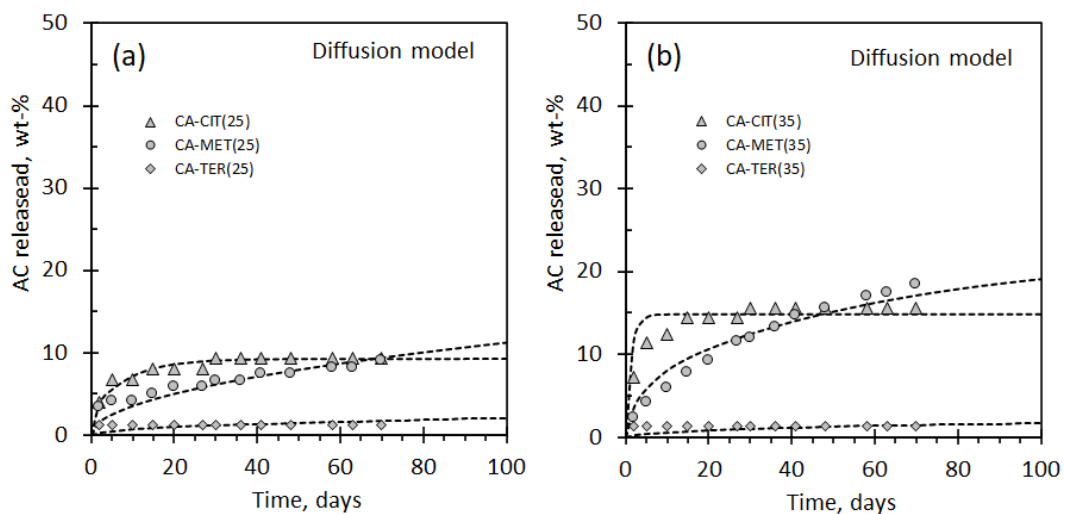 (a)
Diffusion model
CA-CIT(25)
CA-MET(25)
CA-TER(25)
AC releasead, wt-%
50
40
30
20
10
0
0
20
40
60
80
100
Time, days
(b)
Diffusion model
CA-CIT(35)
CA-MET(35)
CA-TER(35)
AC releasead, wt-%
50
40
30
20
10
0
0
20
40
60
80
100
Time, days